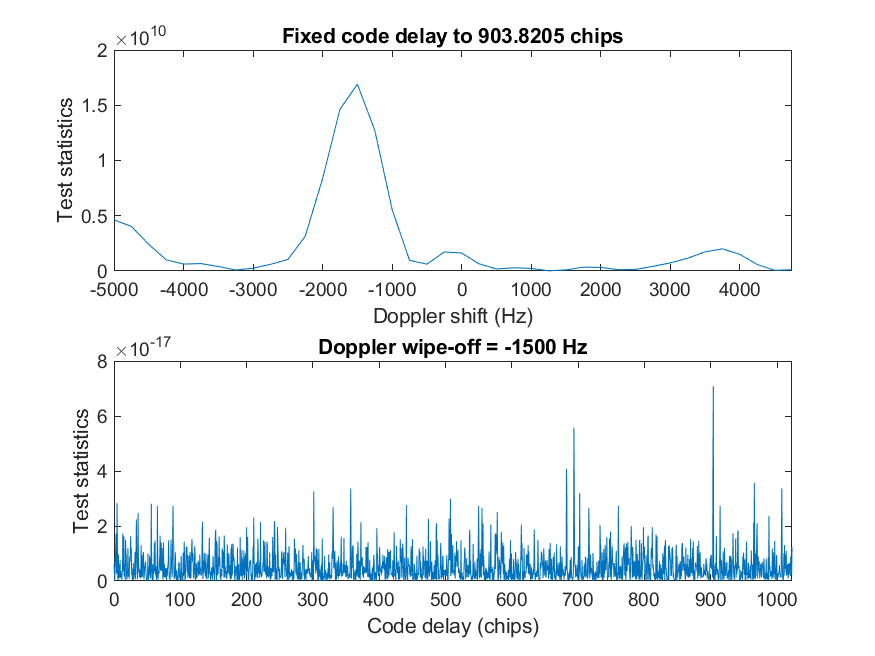 Fixed code delay to 903.8205 chips
×10^10
2
1.5
1
0.5
0
Test statistics
-5000 -4000 -3000 -2000 -1000 0 1000 2000 3000 4000
Doppler shift (Hz)
Doppler wipe-off = -1500 Hz
×10^-17
8
6
4
2
0
Test statistics
0 100 200 300 400 500 600 700 800 900 1000
Code delay (chips)